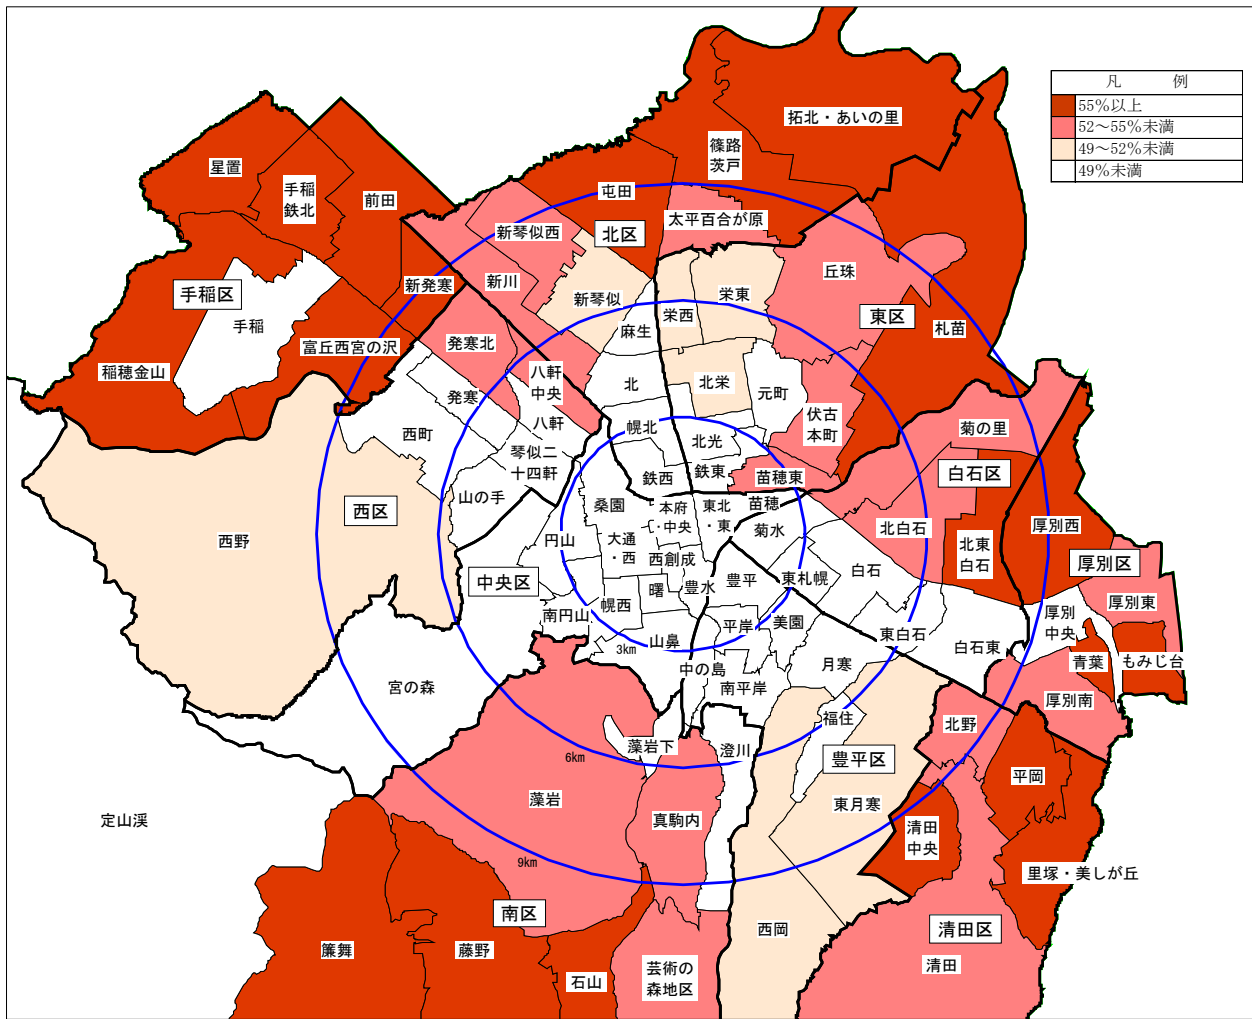 凡　例
55%以上
52～55%未満
49～52%未満
49%未満
拓北・あいの里
篠路
茨戸
星置
手稲
鉄北
前田
屯田
太平百合が原
新琴似西
北区
丘珠
新川
新発寒
手稲区
新琴似
栄東
栄西
麻生
東区
札苗
手稲
富丘西宮の沢
発寒北
稲穂金山
八軒
中央
北
北栄
元町
発寒
八軒
伏古
本町
菊の里
西町
幌北
北光
琴似二
十四軒
白石区
鉄西
鉄東
苗穂東
山の手
桑園
本府
・中央
東北
・東
苗穂
菊水
北白石
厚別西
西区
西野
円山
大通
・西
西創成
北東
白石
厚別区
中央区
曙
豊水
豊平
東札幌
白石
厚別東
幌西
南円山
平岸
美園
厚別
中央
東白石
山鼻
3km
白石東
中の島
月寒
青葉
もみじ台
宮の森
南平岸
厚別南
福住
北野
藻岩下
澄川
6km
豊平区
平岡
藻岩
東月寒
定山渓
真駒内
清田
中央
9km
里塚・美しが丘
南区
西岡
清田区
簾舞
藤野
石山
芸術の
森地区
清田